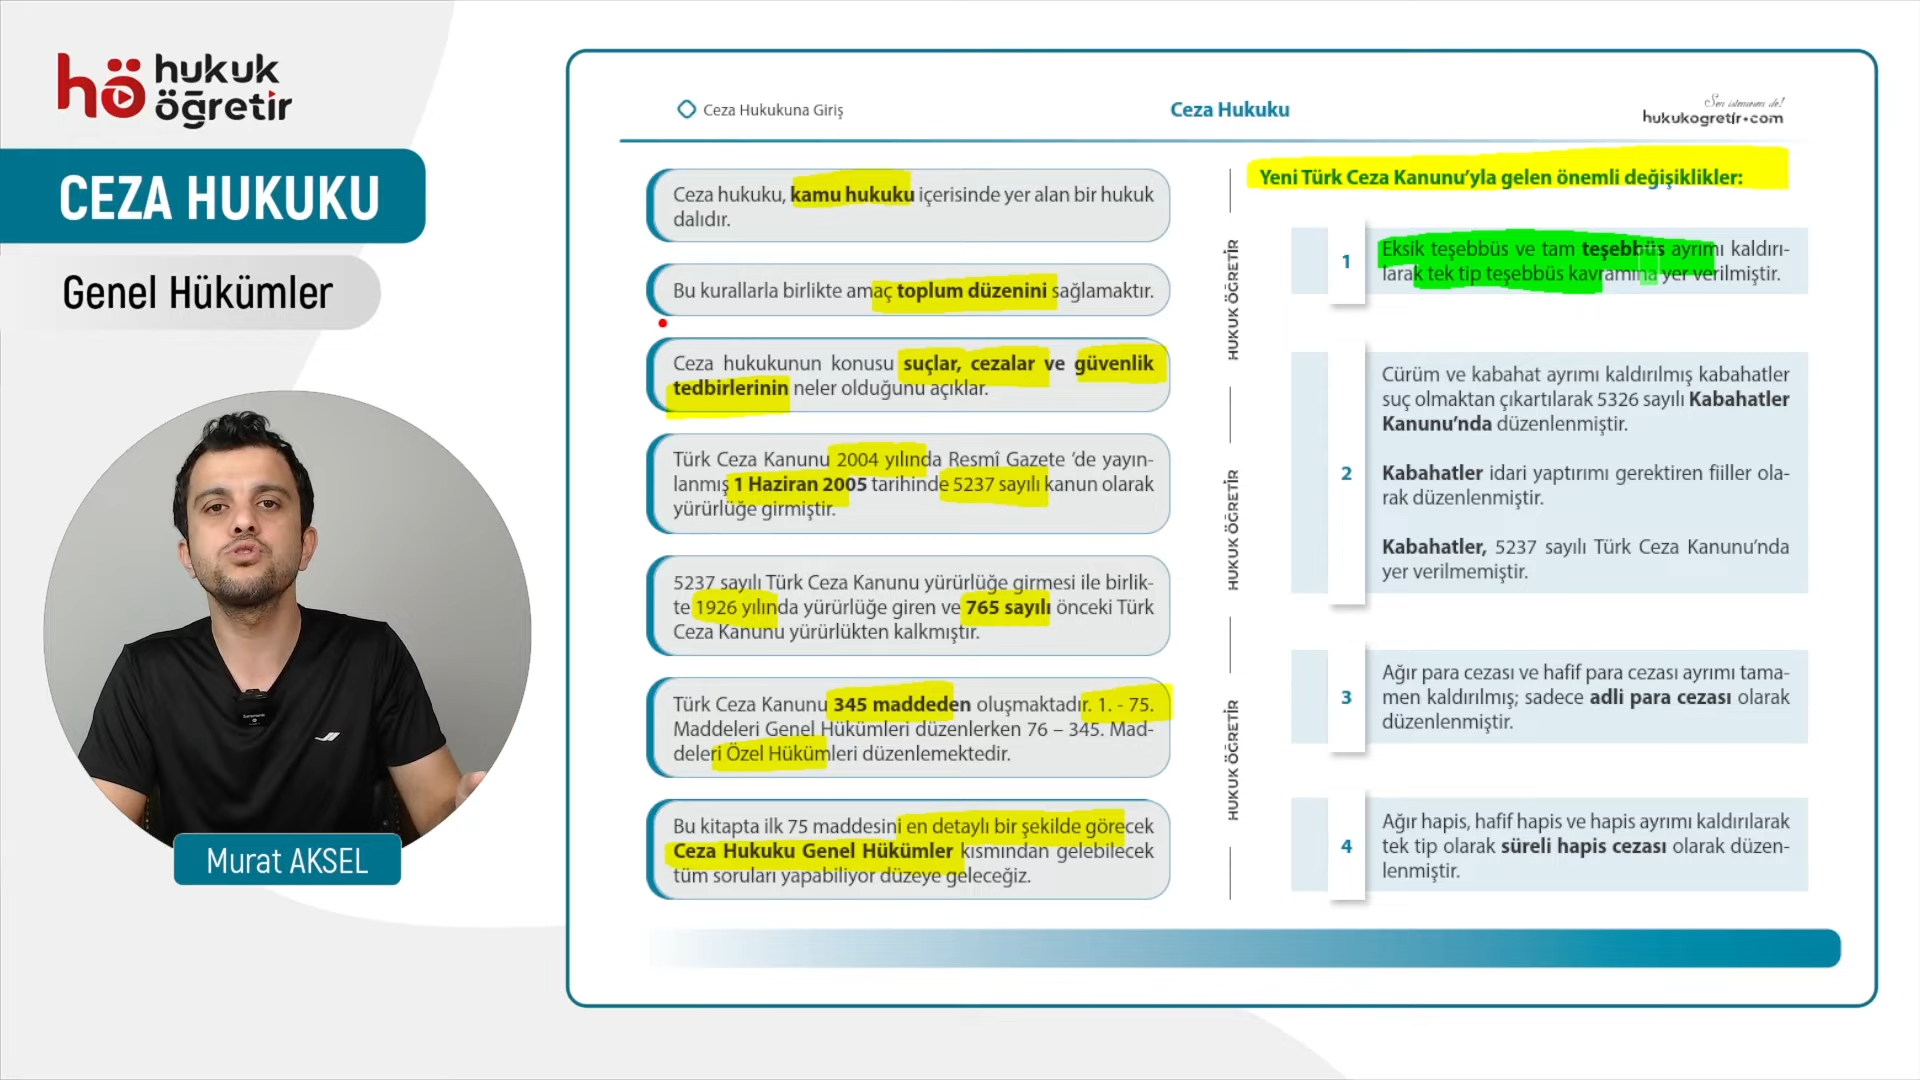 hö hukuk
öğretir
CEZA HUKUKU
Genel Hükümler
Murat AKSEL
Ceza Hukukuna Giriş
Ceza Hukuku
Sen istersen de!
hukukogretir.com
Ceza hukuku, kamu hukuku içerisinde yer alan bir hukuk
dalıdır.
Bu kurallarla birlikte amaç toplum düzenini sağlamaktır.
Ceza hukukunun konusu suçlar, cezalar ve güvenlik
tedbirlerinin neler olduğunu açıklar.
Türk Ceza Kanunu 2004 yılında Resmî Gazete 'de yayın-
lanmış 1 Haziran 2005 tarihinde 5237 sayılı kanun olarak
yürürlüğe girmiştir.
5237 sayılı Türk Ceza Kanunu yürürlüğe girmesi ile birlik-
te 1926 yılında yürürlüğe giren ve 765 sayılı önceki Türk
Ceza Kanunu yürürlükten kalkmıştır.
Türk Ceza Kanunu 345 maddeden oluşmaktadır. 1. - 75.
Maddeleri Genel Hükümleri düzenlerken 76 – 345. Mad-
deleri Özel Hükümleri düzenlemektedir.
Bu kitapta ilk 75 maddesini en detaylı bir şekilde görecek
Ceza Hukuku Genel Hükümler kısmından gelebilecek
tüm soruları yapabiliyor düzeye geleceğiz.
HUKUK ÖĞRETİR
HUKUK ÖĞRETİR
HUKUK ÖĞRETİR
Yeni Türk Ceza Kanunu'yla gelen önemli değişiklikler:
1
Eksik teşebbüs ve tam teşebbüs ayrımı kaldırı-
larak tek tip teşebbüs kavramına yer verilmiştir.
2
Cürüm ve kabahat ayrımı kaldırılmış kabahatler
suç olmaktan çıkartılarak 5326 sayılı Kabahatler
Kanunu'nda düzenlenmiştir.
Kabahatler idari yaptırımı gerektiren fiiller ola-
rak düzenlenmiştir.
Kabahatler, 5237 sayılı Türk Ceza Kanunu'nda
yer verilmemiştir.
3
Ağır para cezası ve hafif para cezası ayrımı tama-
men kaldırılmış; sadece adli para cezası olarak
düzenlenmiştir.
4
Ağır hapis, hafif hapis ve hapis ayrımı kaldırılarak
tek tip olarak süreli hapis cezası olarak düzen-
lenmiştir.